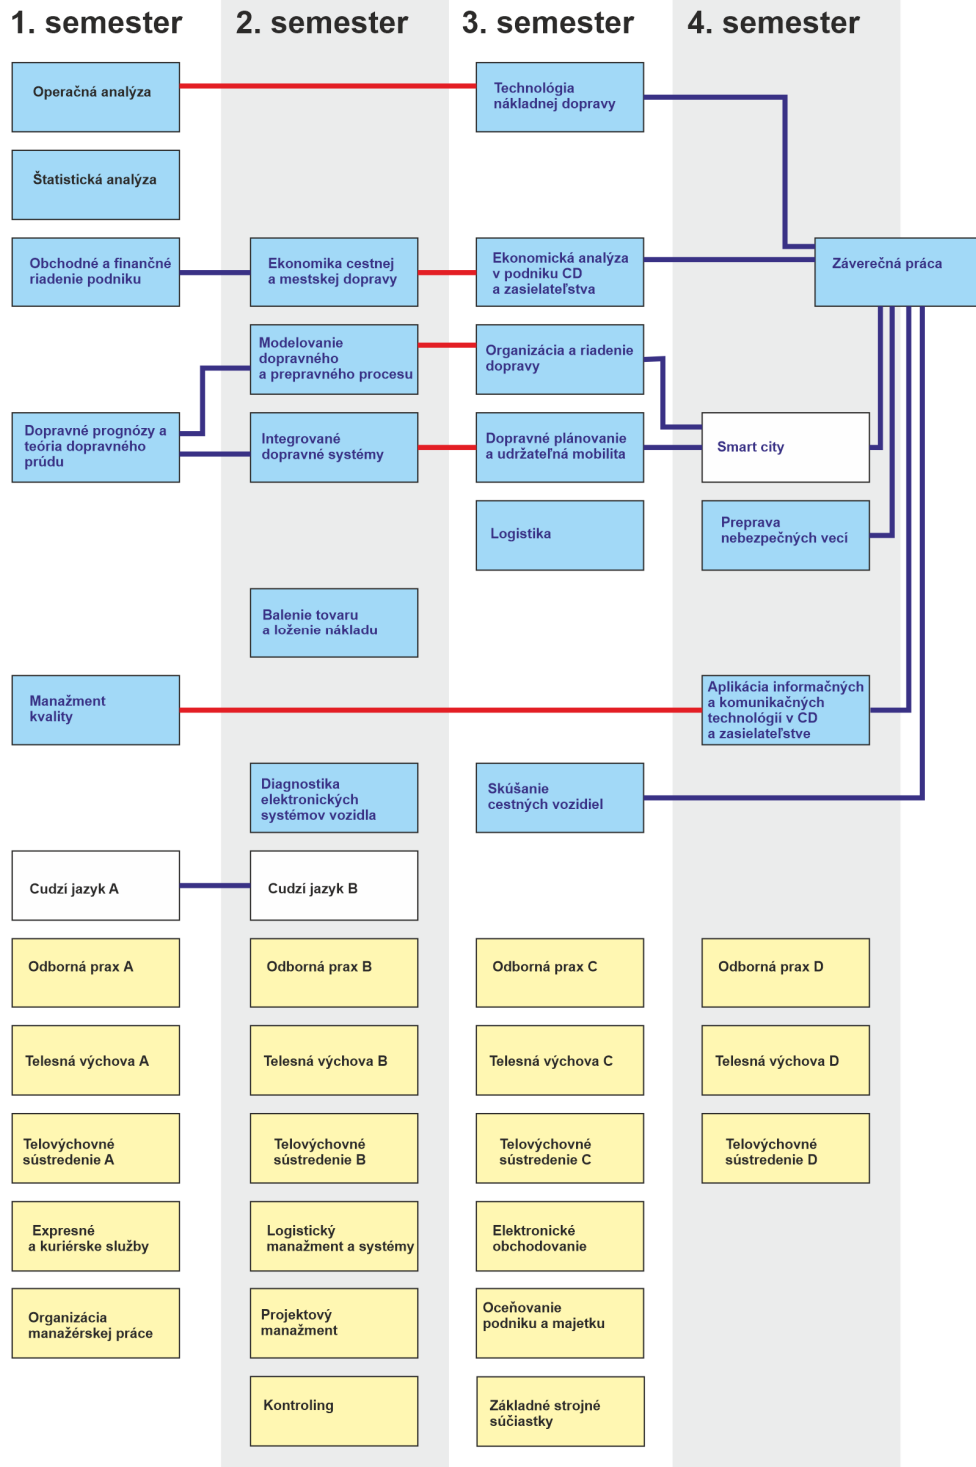 1. semester
2. semester
3. semester
4. semester
Operačná analýza
Technológia
nákladnej dopravy
Štatistická analýza
Obchodné a finančné
riadenie podniku
Ekonomika cestnej
a mestskej dopravy
Ekonomická analýza
v podniku CD
a zasielateľstva
Záverečná práca
Modelovanie
dopravného
a prepravného procesu
Organizácia a riadenie
dopravy
Dopravné prognózy a
teória dopravného
prúdu
Integrované
dopravné systémy
Dopravné plánovanie
a udržateľná mobilita
Smart city
Logistika
Preprava
nebezpečných vecí
Balenie tovaru
a loženie nákladu
Manažment
kvality
Aplikácia informačných
a komunikačných
technológií v CD
a zasielateľstve
Diagnostika
elektronických
systémov vozidla
Skúšanie
cestných vozidiel
Cudzí jazyk A
Cudzí jazyk B
Odborná prax A
Odborná prax B
Odborná prax C
Odborná prax D
Telesná výchova A
Telesná výchova B
Telesná výchova C
Telesná výchova D
Telovýchovné
sústredenie A
Telovýchovné
sústredenie B
Telovýchovné
sústredenie C
Telovýchovné
sústredenie D
Expresné
a kuriérske služby
Logistický
manažment a systémy
Elektronické
obchodovanie
Organizácia
manažérskej práce
Projektový
manažment
Oceňovanie
podniku a majetku
Kontroling
Základné strojné
súčiastky